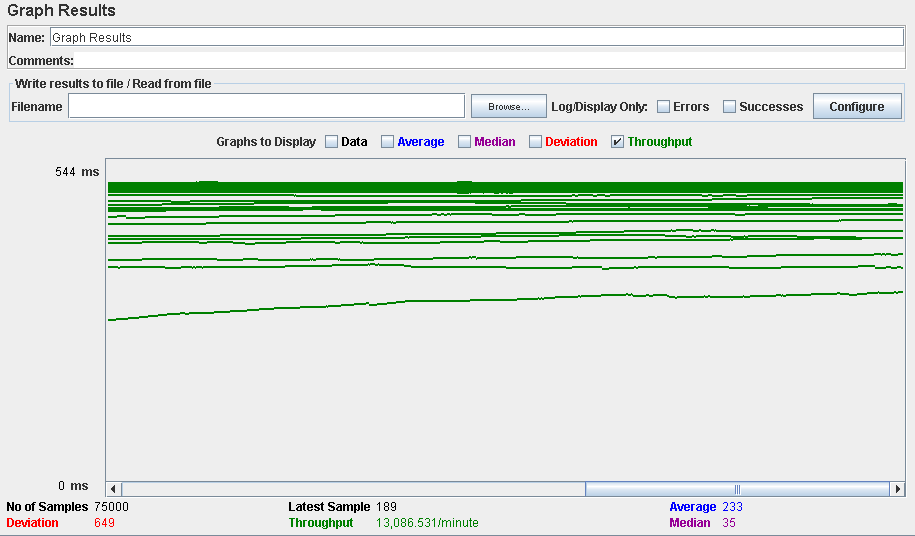 Graph Results
Name: Graph Results
Comments:
Write results to file / Read from file
Filename Browse... Log/Display Only: Errors Successes Configure
Graphs to Display Data Average Median Deviation Throughput
544 ms
0 ms
No of Samples 75000 Latest Sample 189 Average 233
Deviation 649 Throughput 13,086.531/minute Median 35